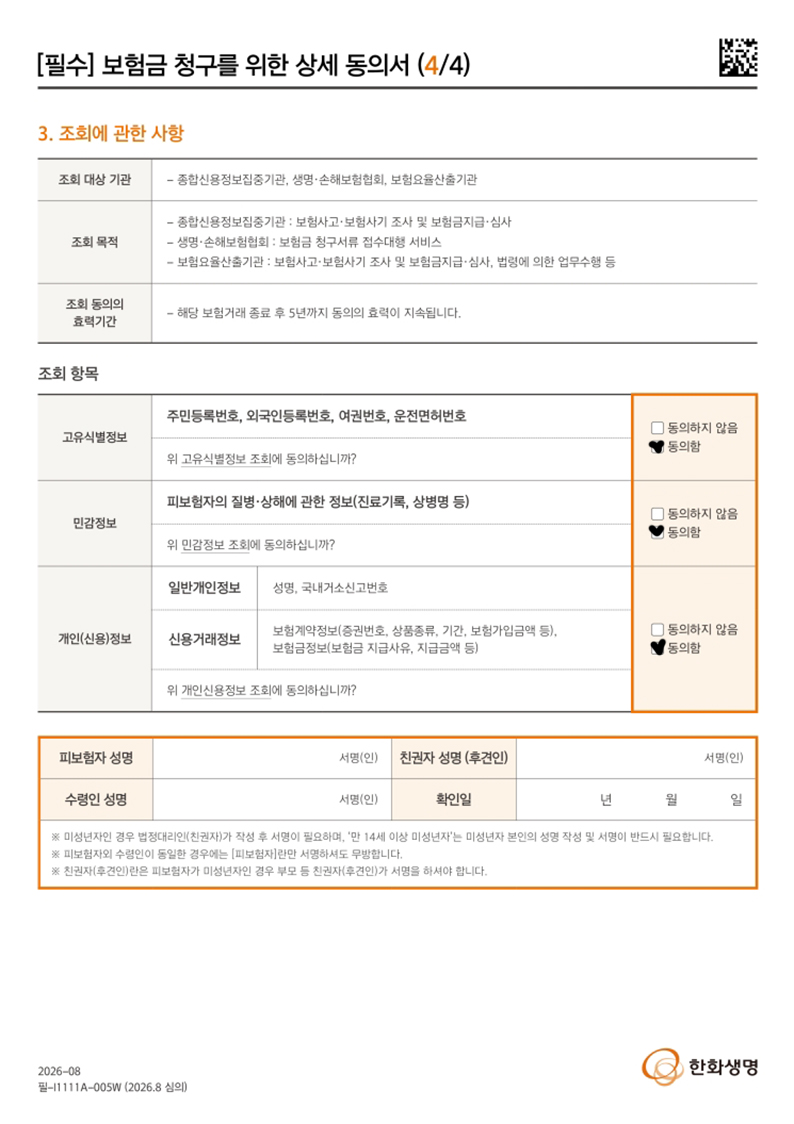 [필수] 보험금 청구를 위한 상세 동의서 (4/4)
3. 조회에 관한 사항
조회 대상 기관
– 종합신용정보집중기관, 생명·손해보험협회, 보험요율산출기관
조회 목적
– 종합신용정보집중기관 : 보험사고·보험사기 조사 및 보험금지급·심사
– 생명·손해보험협회 : 보험금 청구서류 접수대행 서비스
– 보험요율산출기관 : 보험사고·보험사기 조사 및 보험금지급·심사, 법령에 의한 업무수행 등
조회 동의의
효력기간
– 해당 보험거래 종료 후 5년까지 동의의 효력이 지속됩니다.
조회 항목
고유식별정보
주민등록번호, 외국인등록번호, 여권번호, 운전면허번호
위 고유식별정보 조회에 동의하십니까?
동의하지 않음
동의함
민감정보
피보험자의 질병·상해에 관한 정보(진료기록, 상병명 등)
위 민감정보 조회에 동의하십니까?
동의하지 않음
동의함
개인(신용)정보
일반개인정보
성명, 국내거소신고번호
신용거래정보
보험계약정보(증권번호, 상품종류, 기간, 보험가입금액 등),
보험금정보(보험금 지급사유, 지급금액 등)
위 개인신용정보 조회에 동의하십니까?
동의하지 않음
동의함
피보험자 성명 서명(인) 친권자 성명 (후견인) 서명(인)
수령인 성명 서명(인) 확인일 년 월 일
※ 미성년자인 경우 법정대리인(친권자)가 작성 후 서명이 필요하며, '만 14세 이상 미성년자'는 미성년자 본인의 성명 작성 및 서명이 반드시 필요합니다.
※ 피보험자와 수령인이 동일한 경우에는 [피보험자]란만 서명하셔도 무방합니다.
※ 친권자(후견인)란은 피보험자가 미성년자인 경우 부모 등 친권자(후견인)가 서명을 하셔야 합니다.
2026-08
필-I1111A-005W (2026.8 심의)
한화생명